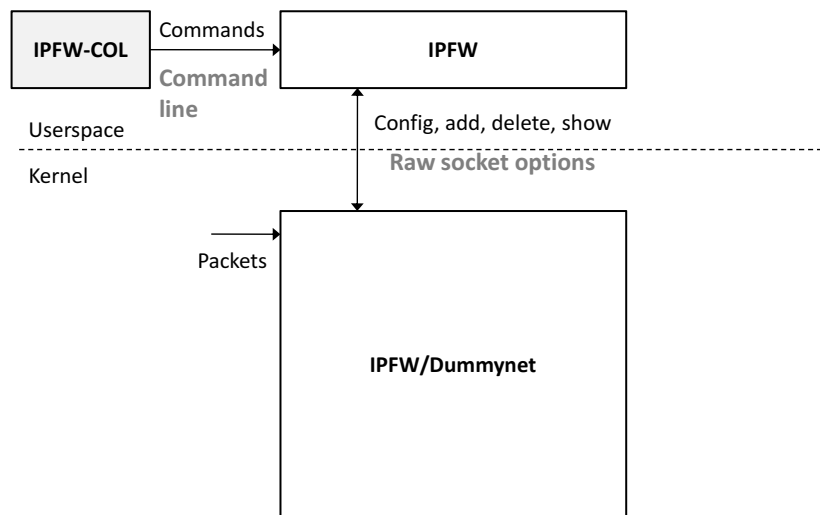 IPFW-COL
Commands
IPFW
Command
line
Config, add, delete, show
Userspace
Raw socket options
Kernel
Packets
IPFW/Dummynet